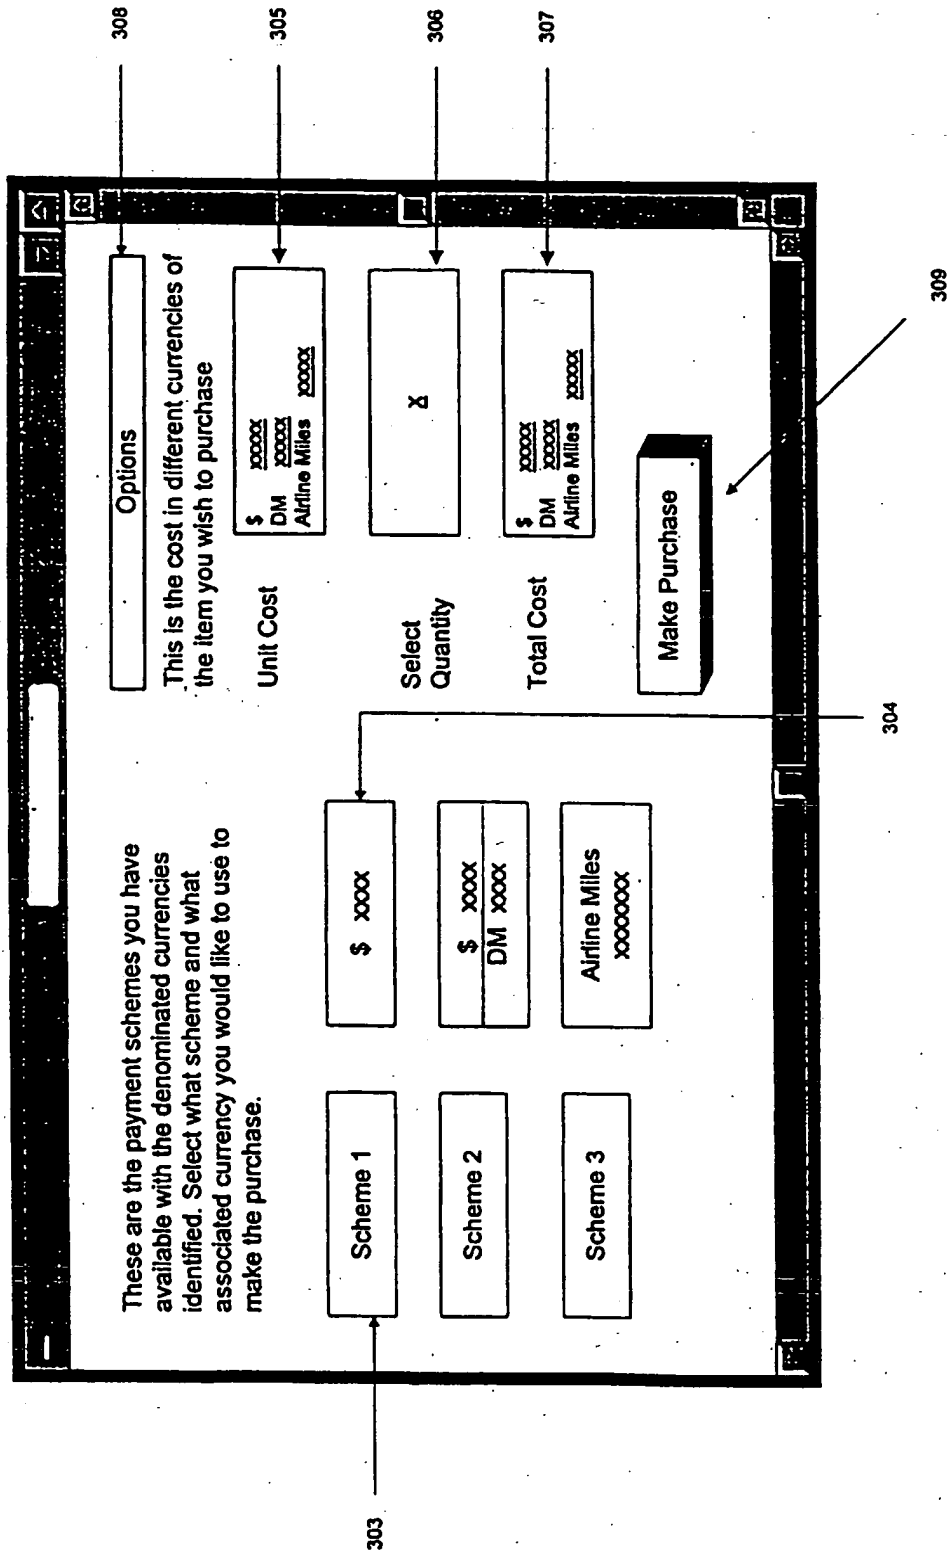 308
305
306
307
Options
This is the cost in different currencies of
the item you wish to purchase
Unit Cost
$ xxxxx
DM xxxxx
Airline Miles xxxxx
Select
Quantity
X
Total Cost
$ xxxxx
DM xxxxx
Airline Miles xxxxx
Make Purchase
309
These are the payment schemes you have
available with the denominated currencies
identified. Select what scheme and what
associated currency you would like to use to
make the purchase.
Scheme 1
$ xxxx
Scheme 2
$ xxxx
DM xxxx
Scheme 3
Airline Miles
xxxxxxx
304
303